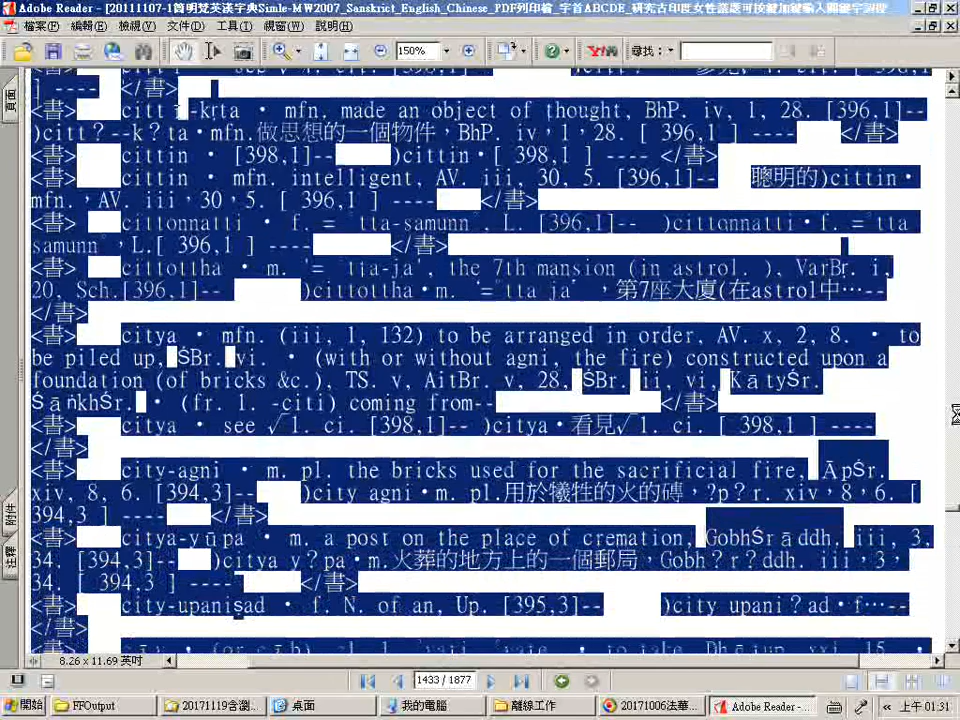 Adobe Reader - [20111107-1簡明梵英漢字典Simle-MW2007_Sanskrict_English_Chinese_PDF列印檔_字首ABCDE_研究古印度女性議題可按
檔案(F) 編輯(E) 檢視(V) 文件(D) 工具(T) 視窗(W) 說明(H)
150% 尋找：
頁面
] ---- </書>
<書> citt i-kṛta • mfn. made an object of thought, BhP. iv, 1, 28. [396,1]--
)citt？--k？ta•mfn.做思想的一個物件，BhP. iv，1，28. [ 396,1 ] ---- </書>
<書> cittin • [398,1]-- )cittin•[ 398,1 ] ---- </書>
<書> cittin • mfn. intelligent, AV. iii, 30, 5. [396,1]-- 聰明的)cittin•
mfn.，AV. iii，30，5. [ 396,1 ] ---- </書>
<書> cittonnatti • f. = ˚tta-samunn˚, L. [396,1]-- )cittonnatti•f. =˚tta
samunn˚，L.[ 396,1 ] ---- </書>
<書> cittottha • m. '= ˚tta-ja', the 7th mansion (in astrol. ), VarBr. i,
20, Sch.[396,1]-- )cittottha•m. '=˚tta ja'，第7座大廈(在astrol中…--
</書>
<書> citya • mfn. (iii, 1, 132) to be arranged in order, AV. x, 2, 8. • to
be piled up, ŚBr. vi. • (with or without agni, the fire) constructed upon a
foundation (of bricks &c.), TS. v, AitBr. v, 28, ŚBr. ii, vi, KātyŚr.
ŚāṅkhŚr. • (fr. 1. -citi) coming from-- </書>
<書> citya • see √1. ci. [398,1]-- )citya•看見√1. ci. [ 398,1 ] ----
</書>
<書> city-agni • m. pl. the bricks used for the sacrificial fire, ĀpŚr.
xiv, 8, 6. [394,3]-- )city agni•m. pl.用於犧牲的火的磚，?p？r. xiv，8，6. [
394,3 ] ---- </書>
<書> citya-yūpa • m. a post on the place of cremation, GobhŚrāddh. iii, 3,
34. [394,3]-- )citya y？pa•m.火葬的地方上的一個郵局，Gobh？r？ddh. iii，3，
34. [ 394,3 ] ---- </書>
<書> city-upaniṣad • f. N. of an, Up. [395,3]-- )city upani？ad•f…--
</書>
附件
注釋
8.26 x 11.69 英吋
1433 / 1877
開始 FFOutput 20171119含瀏... 桌面 我的電腦 離線工作 20171006法華... Adobe Reader - [... 上午 01:31